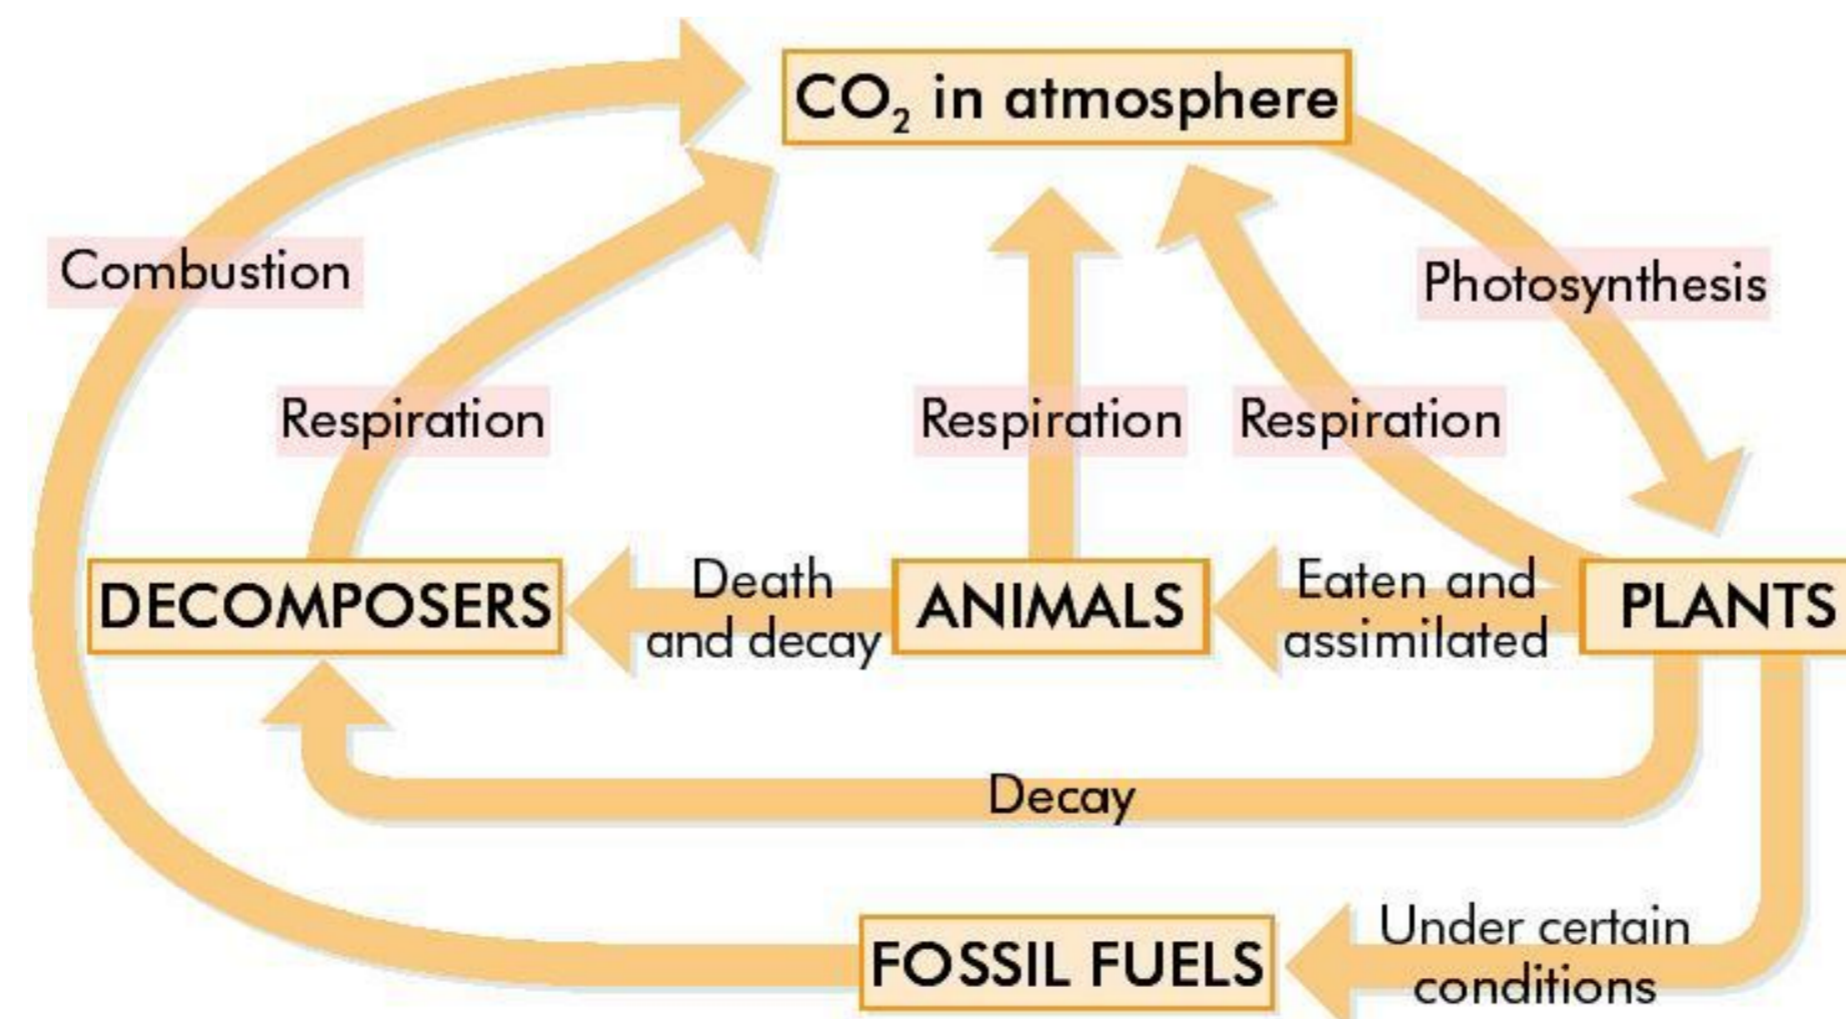 CO₂ in atmosphere
Combustion
Photosynthesis
Respiration
Respiration
Respiration
DECOMPOSERS
Death
and decay
ANIMALS
Eaten and
assimilated
PLANTS
Decay
FOSSIL FUELS
Under certain
conditions